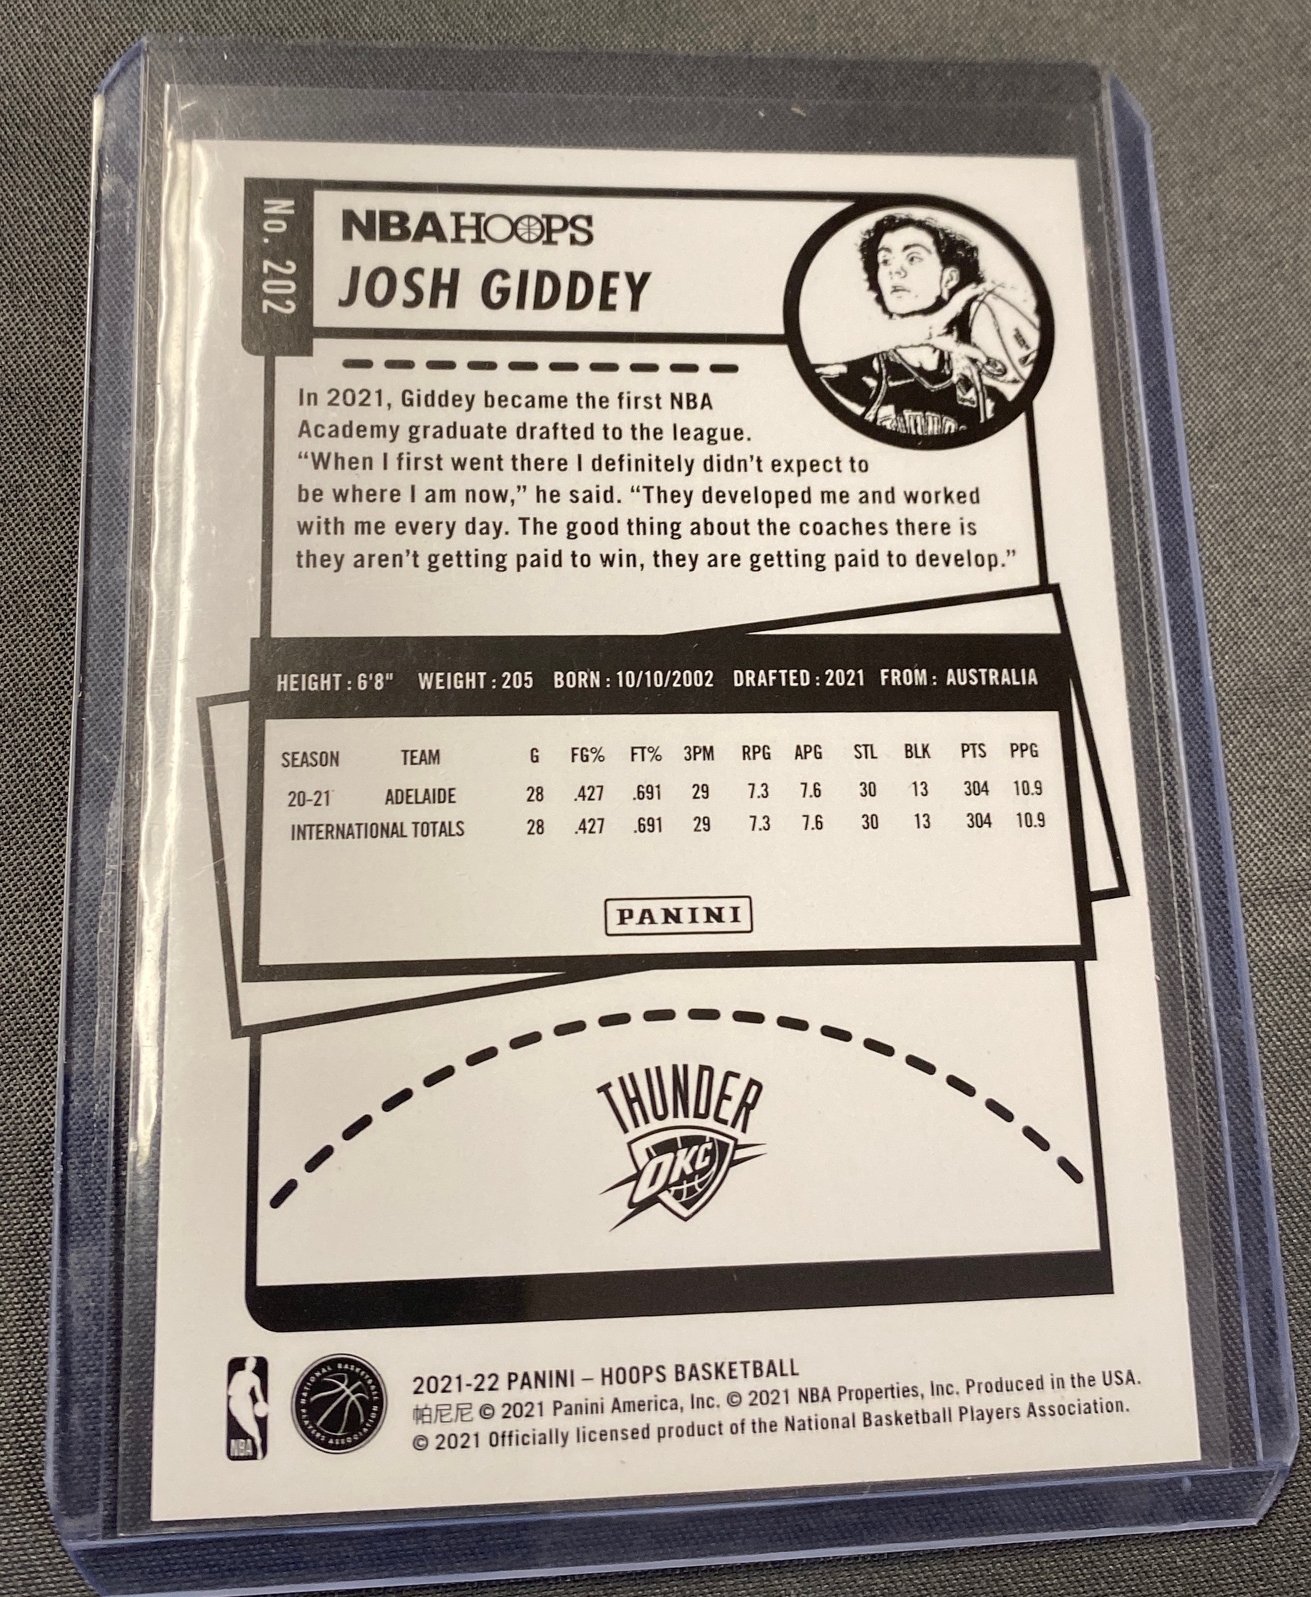 No. 202
NBA HOOPS
JOSH GIDDEY
In 2021, Giddey became the first NBA
Academy graduate drafted to the league.
“When I first went there I definitely didn’t expect to
be where I am now,” he said. “They developed me and worked
with me every day. The good thing about the coaches there is
they aren’t getting paid to win, they are getting paid to develop.”
HEIGHT : 6'8" WEIGHT : 205 BORN : 10/10/2002 DRAFTED : 2021 FROM : AUSTRALIA
SEASON TEAM G FG% FT% 3PM RPG APG STL BLK PTS PPG
20-21 ADELAIDE 28 .427 .691 29 7.3 7.6 30 13 304 10.9
INTERNATIONAL TOTALS 28 .427 .691 29 7.3 7.6 30 13 304 10.9
PANINI
THUNDER
OKC
NBA
NATIONAL BASKETBALL PLAYERS ASSOCIATION
2021-22 PANINI – HOOPS BASKETBALL
帕尼尼 © 2021 Panini America, Inc. © 2021 NBA Properties, Inc. Produced in the USA.
© 2021 Officially licensed product of the National Basketball Players Association.